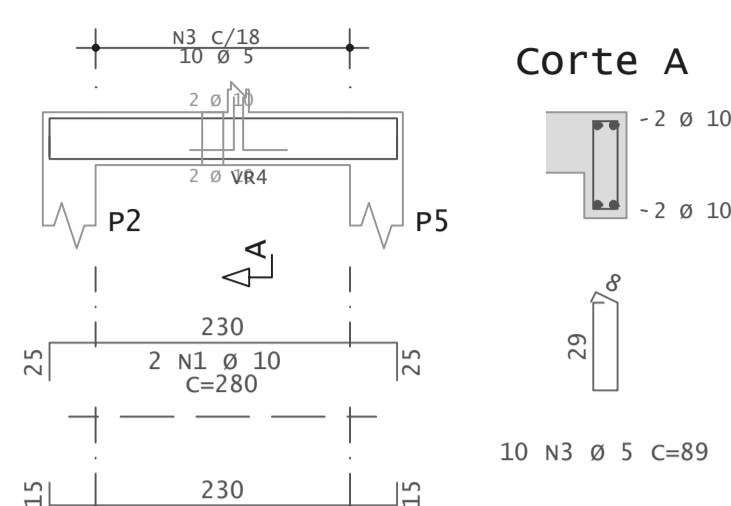 N3 C/18
10 Ø 5
Corte A
2 Ø 10
-2 Ø 10
2 Ø 10
VR4
P2
P5
-2 Ø 10
A
8
230
29
25
2 N1 Ø 10
25
C=280
10 N3 Ø 5 C=89
15
230
15